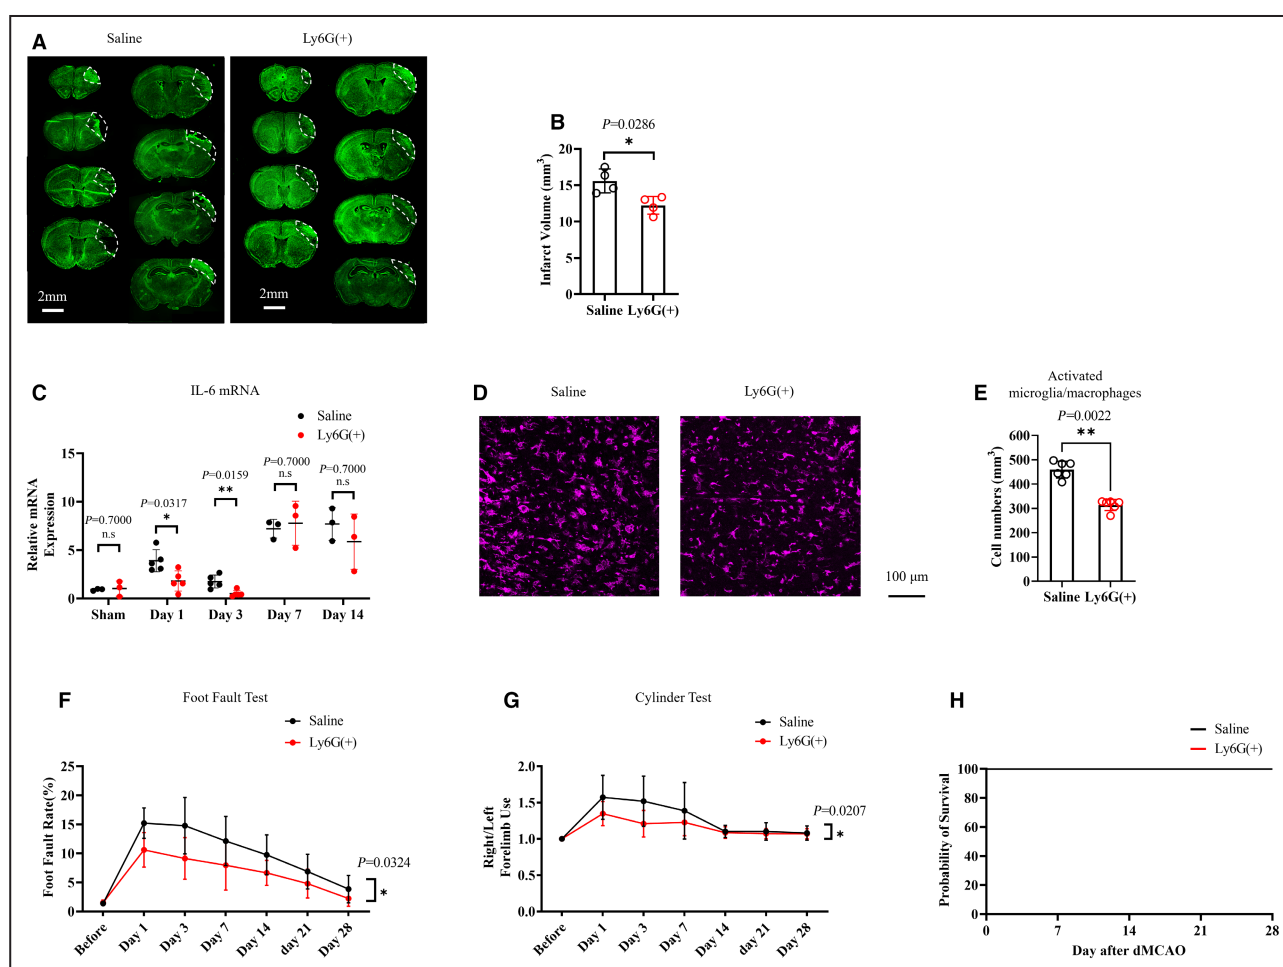 A
Saline
Ly6G(+)
2mm
2mm
B
P=0.0286
*
Infarct Volume (mm3)
20
15
10
5
0
Saline Ly6G(+)
C
IL-6 mRNA
Saline
Ly6G(+)
Relative mRNA
Expression
15
10
5
0
P=0.7000
n.s
P=0.0317
*
P=0.0159
**
P=0.7000
n.s
P=0.7000
n.s
Sham Day 1 Day 3 Day 7 Day 14
D
Saline
Ly6G(+)
100 μm
E
Activated
microglia/macrophages
P=0.0022
**
Cell numbers (mm3)
600
500
400
300
200
100
0
Saline Ly6G(+)
F
Foot Fault Test
Saline
Ly6G(+)
Foot Fault Rate(%)
25
20
15
10
5
0
P=0.0324
*
Before Day 1 Day 3 Day 7 Day 14 day 21 Day 28
G
Cylinder Test
Saline
Ly6G(+)
Right/Left
Forelimb Use
2.0
1.5
1.0
0.5
0.0
P=0.0207
*
Before Day 1 Day 3 Day 7 Day 14 day 21 Day 28
H
Saline
Ly6G(+)
Probability of Survival
100
80
60
40
20
0
0 7 14 21 28
Day after dMCAO